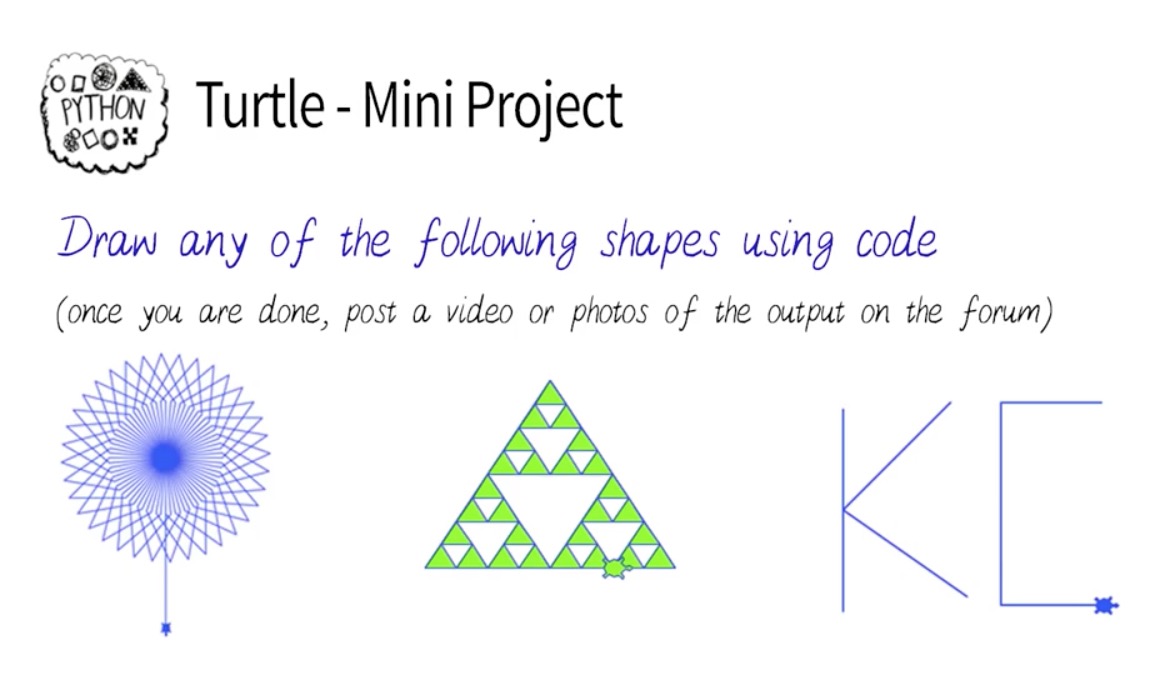 PYTHON
Turtle - Mini Project
Draw any of the following shapes using code
(once you are done, post a video or photos of the output on the forum)
KC